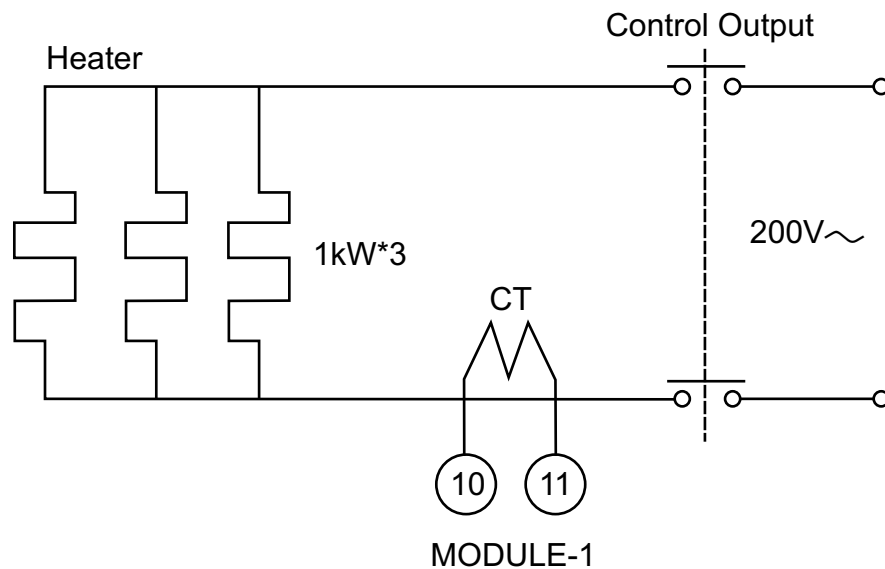 Control Output
Heater
200V～
1kW*3
CT
10
11
MODULE-1